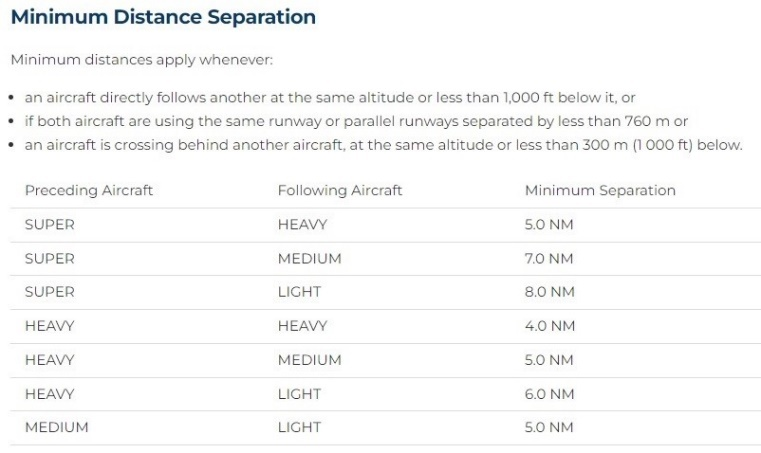 Minimum Distance Separation
Minimum distances apply whenever:
• an aircraft directly follows another at the same altitude or less than 1,000 ft below it, or
• if both aircraft are using the same runway or parallel runways separated by less than 760 m or
• an aircraft is crossing behind another aircraft, at the same altitude or less than 300 m (1 000 ft) below.
Preceding Aircraft Following Aircraft Minimum Separation
SUPER HEAVY 5.0 NM
SUPER MEDIUM 7.0 NM
SUPER LIGHT 8.0 NM
HEAVY HEAVY 4.0 NM
HEAVY MEDIUM 5.0 NM
HEAVY LIGHT 6.0 NM
MEDIUM LIGHT 5.0 NM